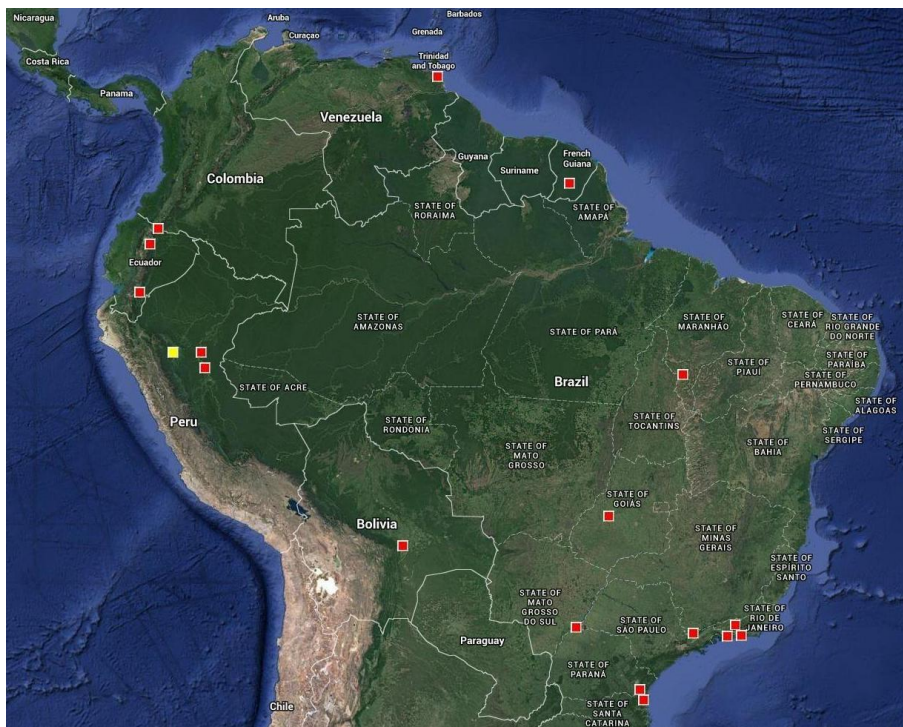 Nicaragua
Barbados
Aruba
Curaçao
Grenada
Costa Rica
Trinidad
and Tobago
Panama
Venezuela
Guyana
French
Guiana
Suriname
Colombia
STATE OF
RORAIMA
STATE OF
AMAPÁ
Ecuador
STATE OF
AMAZONAS
STATE OF PARÁ
STATE OF
MARANHÃO
STATE OF
CEARÁ
STATE OF
RIO GRANDE
DO NORTE
STATE OF
PARAÍBA
STATE OF
PIAUÍ
STATE OF
PERNAMBUCO
STATE OF ACRE
Brazil
STATE OF
ALAGOAS
Peru
STATE OF
RONDÔNIA
STATE OF
TOCANTINS
STATE OF
SERGIPE
STATE OF
BAHIA
STATE OF
MATO
GROSSO
STATE OF
GOIÁS
Bolivia
STATE OF
MINAS
GERAIS
STATE OF
ESPÍRITO
SANTO
STATE OF
MATO
GROSSO
DO SUL
STATE OF
SÃO PAULO
STATE OF
RIO DE
JANEIRO
Paraguay
STATE OF
PARANÁ
Chile
STATE OF
SANTA
CATARINA